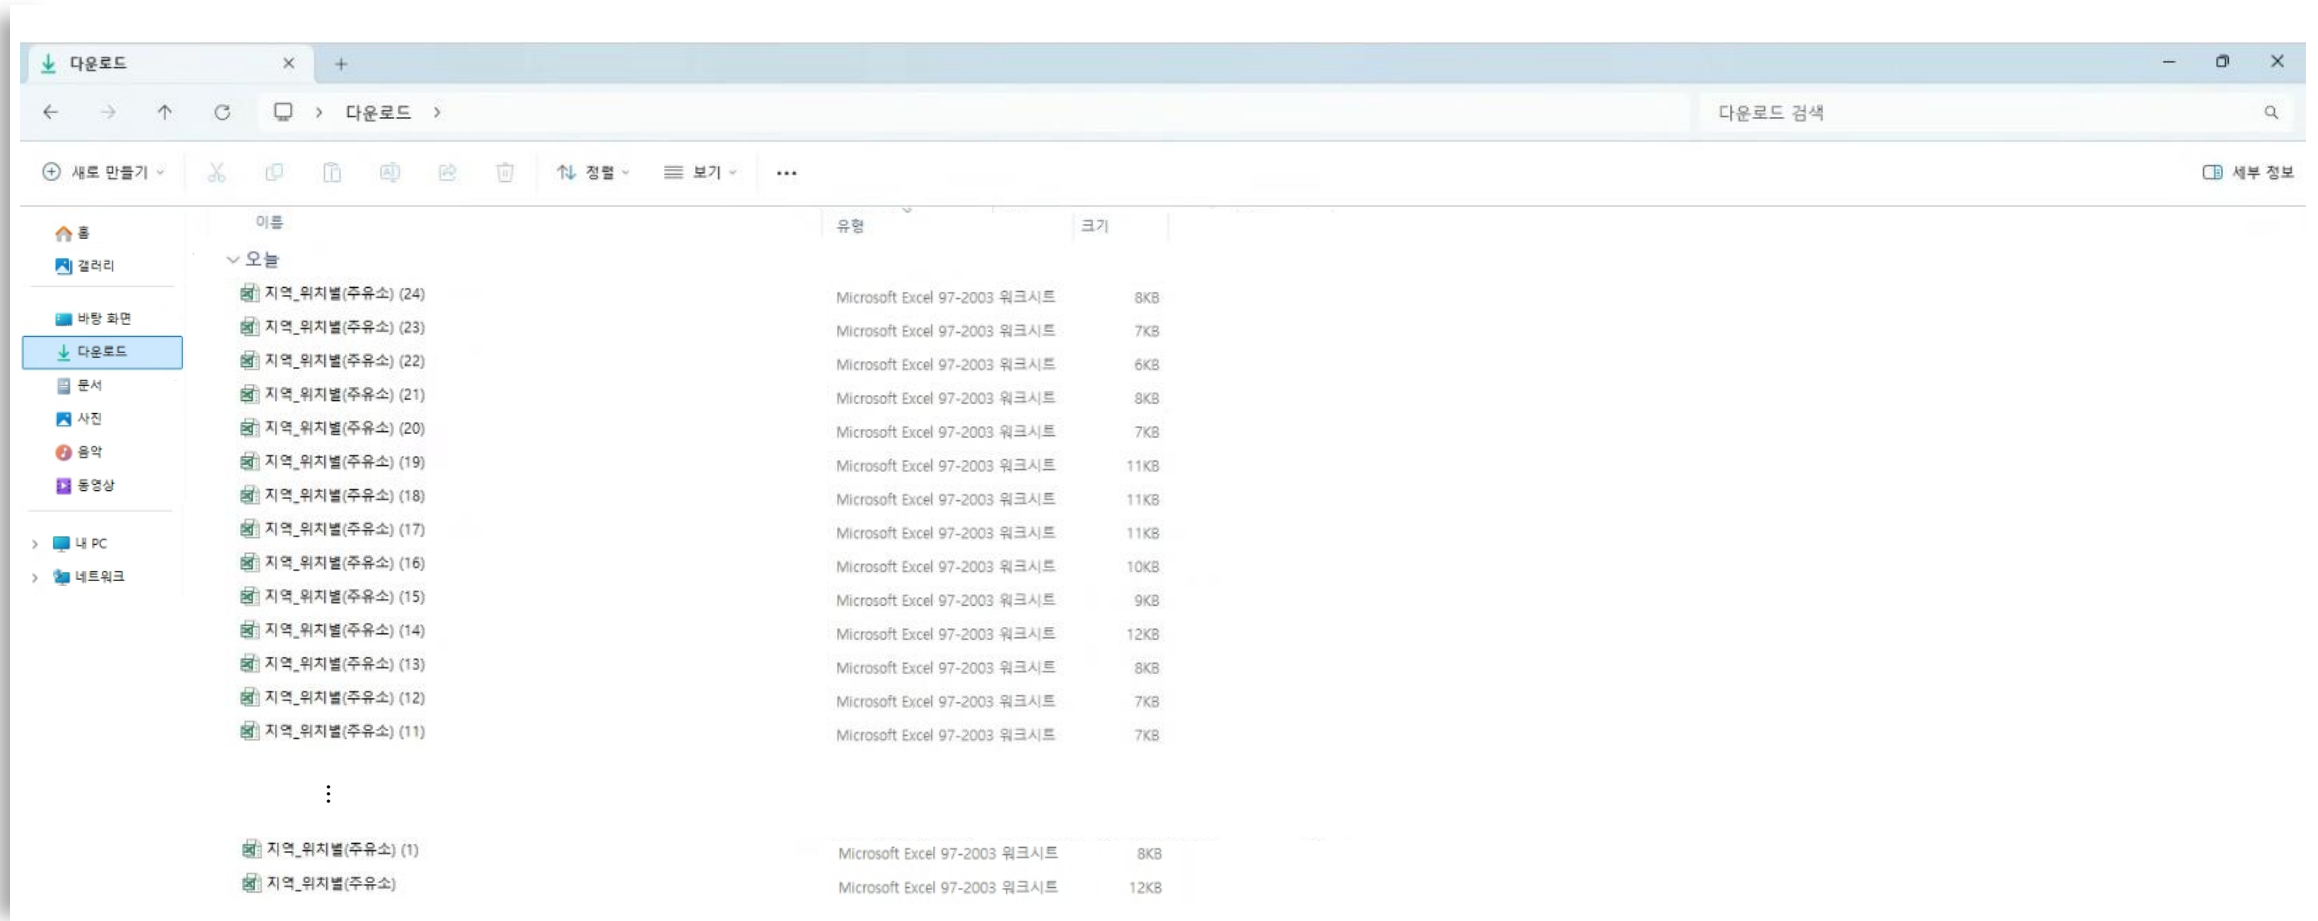 다운로드
다운로드
다운로드 검색
새로 만들기
정렬
보기
세부 정보
홈
갤러리
바탕 화면
다운로드
문서
사진
음악
동영상
내 PC
네트워크
이름 유형 크기
오늘
지역_위치별(주유소) (24) Microsoft Excel 97-2003 워크시트 8KB
지역_위치별(주유소) (23) Microsoft Excel 97-2003 워크시트 7KB
지역_위치별(주유소) (22) Microsoft Excel 97-2003 워크시트 6KB
지역_위치별(주유소) (21) Microsoft Excel 97-2003 워크시트 8KB
지역_위치별(주유소) (20) Microsoft Excel 97-2003 워크시트 7KB
지역_위치별(주유소) (19) Microsoft Excel 97-2003 워크시트 11KB
지역_위치별(주유소) (18) Microsoft Excel 97-2003 워크시트 11KB
지역_위치별(주유소) (17) Microsoft Excel 97-2003 워크시트 11KB
지역_위치별(주유소) (16) Microsoft Excel 97-2003 워크시트 10KB
지역_위치별(주유소) (15) Microsoft Excel 97-2003 워크시트 9KB
지역_위치별(주유소) (14) Microsoft Excel 97-2003 워크시트 12KB
지역_위치별(주유소) (13) Microsoft Excel 97-2003 워크시트 8KB
지역_위치별(주유소) (12) Microsoft Excel 97-2003 워크시트 7KB
지역_위치별(주유소) (11) Microsoft Excel 97-2003 워크시트 7KB
⋮
지역_위치별(주유소) (1) Microsoft Excel 97-2003 워크시트 8KB
지역_위치별(주유소) Microsoft Excel 97-2003 워크시트 12KB